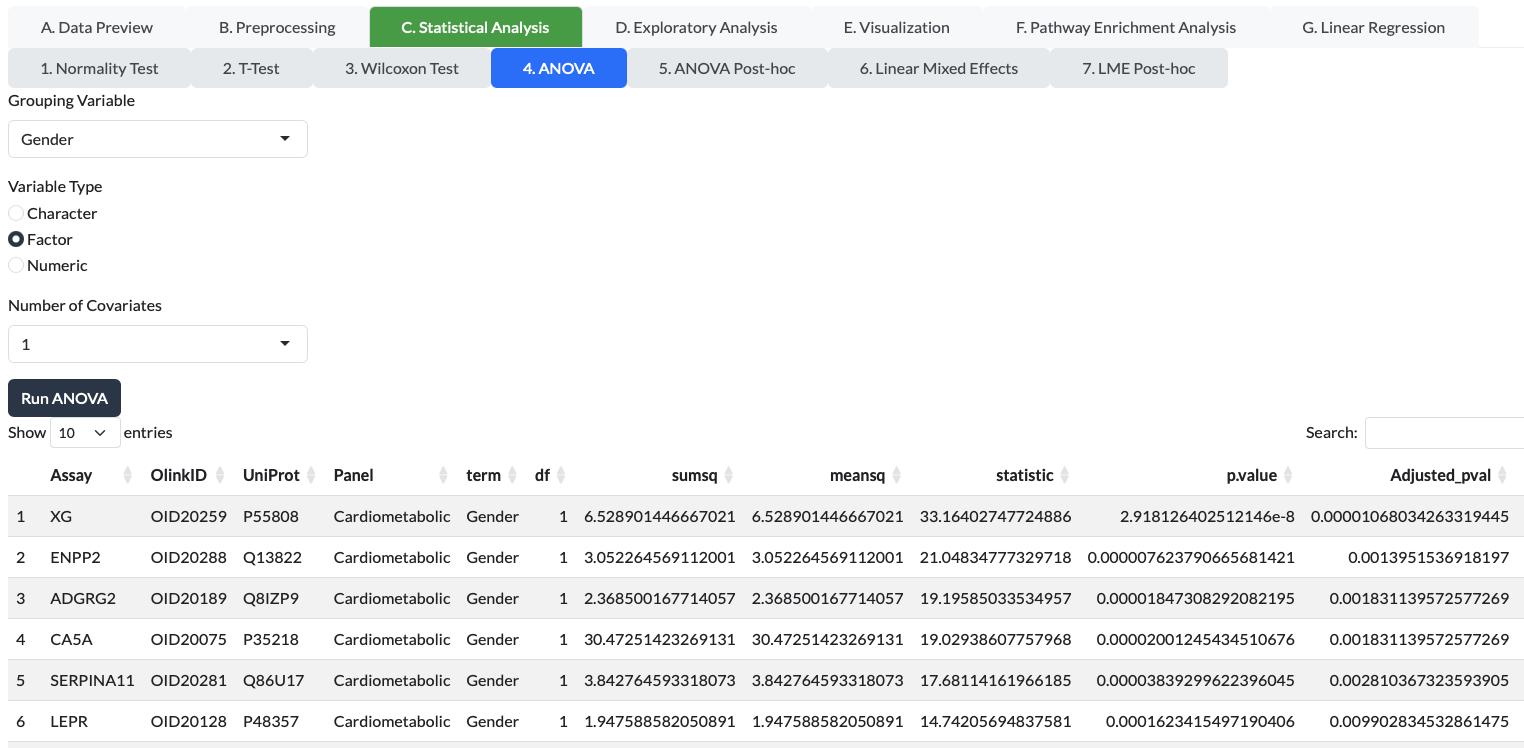 A. Data Preview B. Preprocessing C. Statistical Analysis D. Exploratory Analysis E. Visualization F. Pathway Enrichment Analysis G. Linear Regression
1. Normality Test 2. T-Test 3. Wilcoxon Test 4. ANOVA 5. ANOVA Post-hoc 6. Linear Mixed Effects 7. LME Post-hoc
Grouping Variable
Gender
Variable Type
Character
Factor
Numeric
Number of Covariates
1
Run ANOVA
Show 10 entries Search:
Assay OlinkID UniProt Panel term df sumsq meansq statistic p.value Adjusted_pval
1 XG OID20259 P55808 Cardiometabolic Gender 1 6.528901446667021 6.528901446667021 33.16402747724886 2.918126402512146e-8 0.00001068034263319445
2 ENPP2 OID20288 Q13822 Cardiometabolic Gender 1 3.052264569112001 3.052264569112001 21.04834777329718 0.000007623790665681421 0.0013951536918197
3 ADGRG2 OID20189 Q8IZP9 Cardiometabolic Gender 1 2.368500167714057 2.368500167714057 19.19585033534957 0.00001847308292082195 0.001831139572577269
4 CA5A OID20075 P35218 Cardiometabolic Gender 1 30.47251423269131 30.47251423269131 19.02938607757968 0.00002001245434510676 0.001831139572577269
5 SERPINA11 OID20281 Q86U17 Cardiometabolic Gender 1 3.842764593318073 3.842764593318073 17.68114161966185 0.00003839299622396045 0.002810367323593905
6 LEPR OID20128 P48357 Cardiometabolic Gender 1 1.947588582050891 1.947588582050891 14.74205694837581 0.0001623415497190406 0.009902834532861475